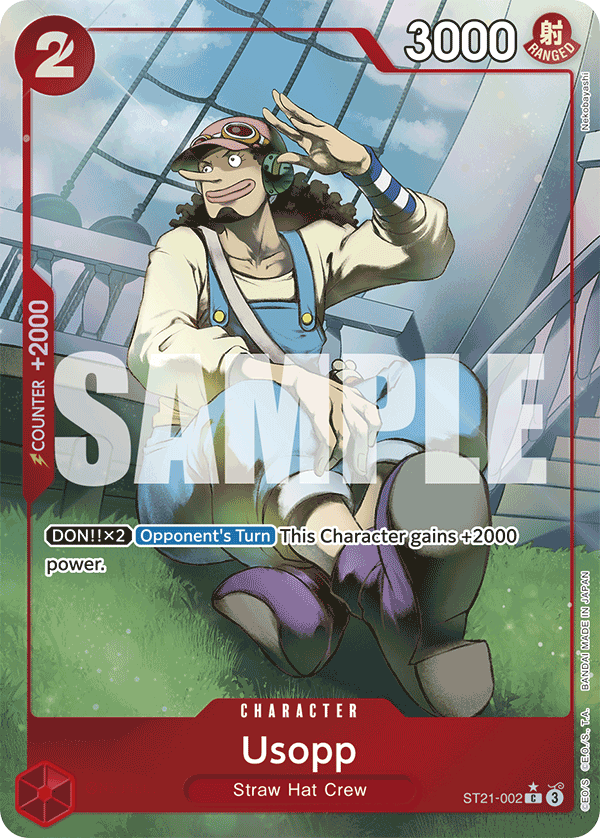 2
3000
射
RANGED
Nekobayashi
COUNTER +2000
SAMPLE
DON!!×2 Opponent's Turn This Character gains +2000
power.
CHARACTER
Usopp
Straw Hat Crew
ST21-002 C 3
©ED/S ©E.O./S., T.A. BANDAI MADE IN JAPAN